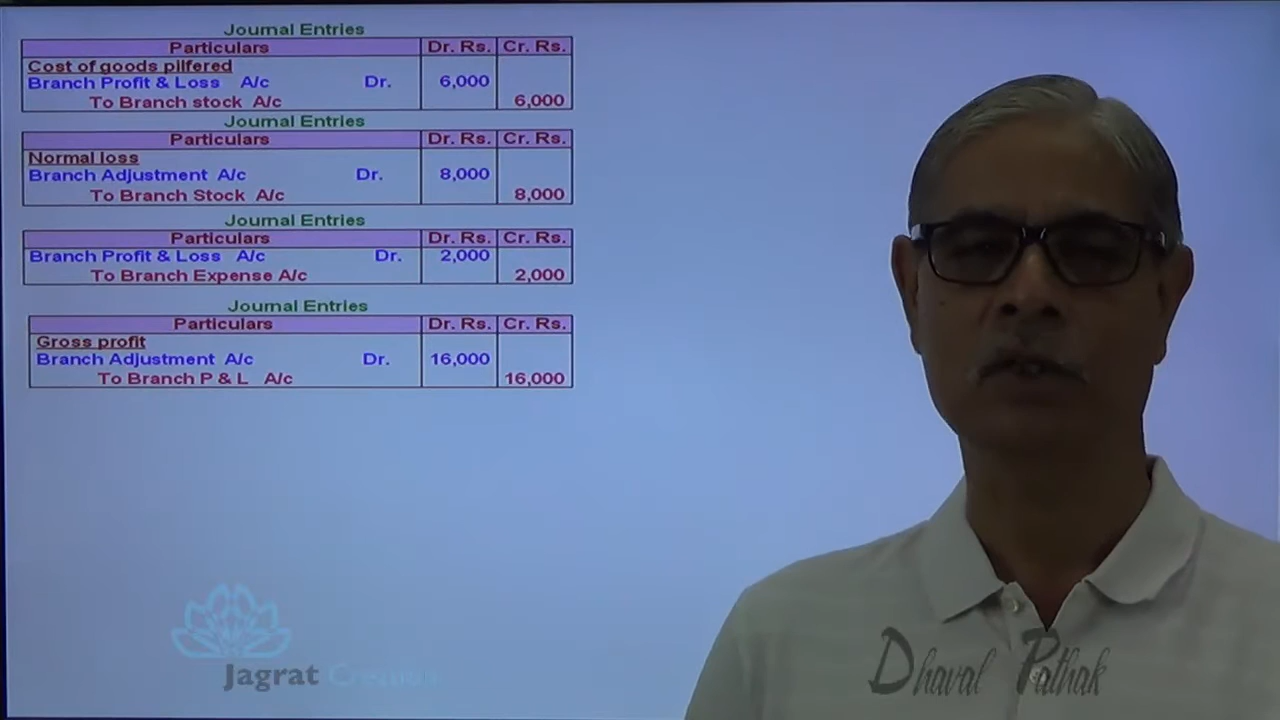 Journal Entries
Particulars Dr. Rs. Cr. Rs.
Cost of goods pilfered
Branch Profit & Loss A/c Dr. 6,000
To Branch stock A/c 6,000
Journal Entries
Particulars Dr. Rs. Cr. Rs.
Normal loss
Branch Adjustment A/c Dr. 8,000
To Branch Stock A/c 8,000
Journal Entries
Particulars Dr. Rs. Cr. Rs.
Branch Profit & Loss A/c Dr. 2,000
To Branch Expense A/c 2,000
Journal Entries
Particulars Dr. Rs. Cr. Rs.
Gross profit
Branch Adjustment A/c Dr. 16,000
To Branch P & L A/c 16,000
Jagrat
Dhaval Pathak